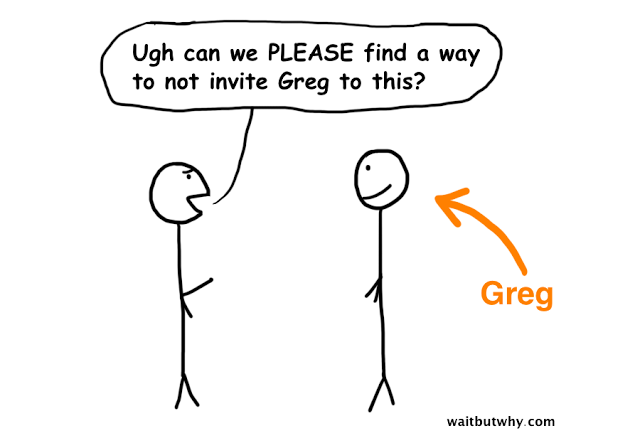 Ugh can we PLEASE find a way
to not invite Greg to this?
Greg
waitbutwhy.com